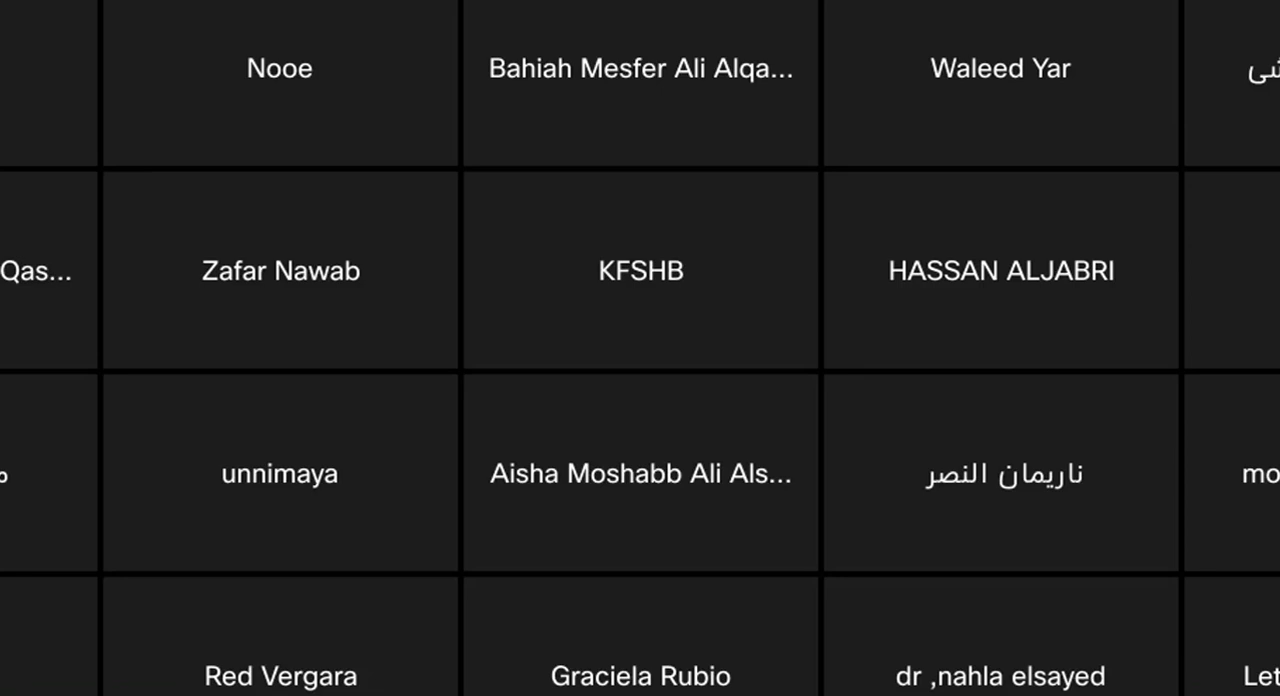 Nooe
Bahiah Mesfer Ali Alqa...
Waleed Yar
Qas...
Zafar Nawab
KFSHB
HASSAN ALJABRI
unnimaya
Aisha Moshabb Ali Als...
ناريمان النصر
mo
Red Vergara
Graciela Rubio
dr ,nahla elsayed
Let